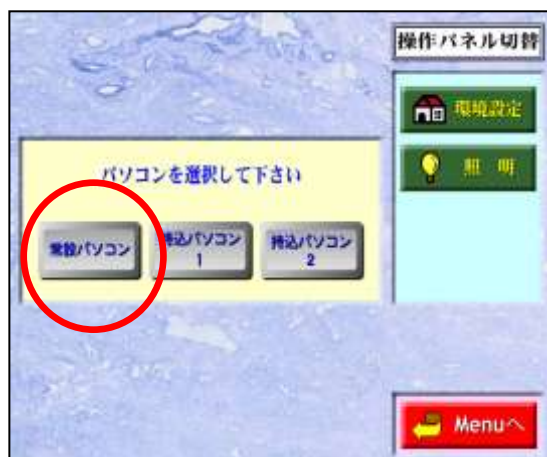 操作パネル切替
環境設定
照明
パソコンを選択して下さい
常設パソコン
持込パソコン
1
持込パソコン
2
Menuへ